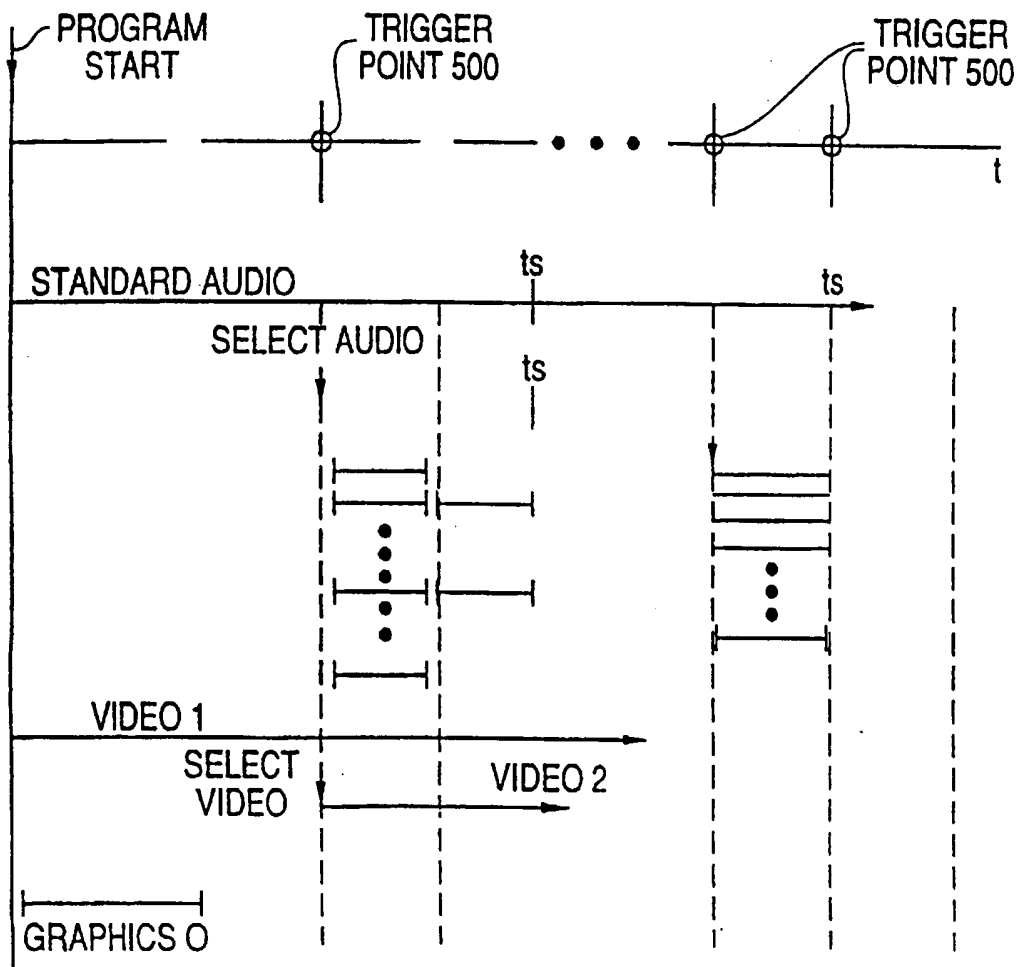 PROGRAM
START
TRIGGER
POINT 500
TRIGGER
POINT 500
t
STANDARD AUDIO
ts
ts
SELECT AUDIO
ts
VIDEO 1
SELECT
VIDEO
VIDEO 2
GRAPHICS O